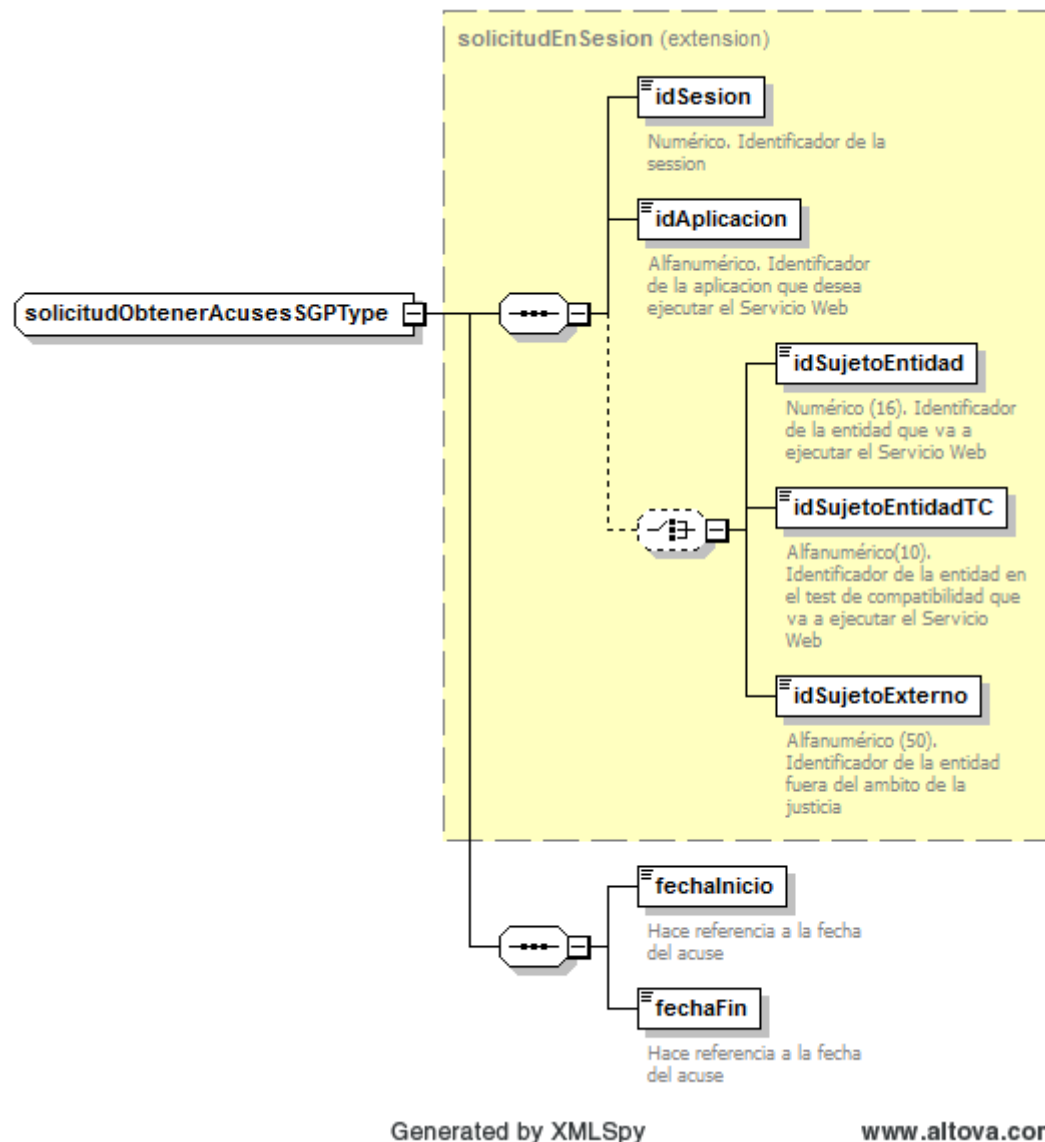 solicitudEnSesion (extension)
idSesion
Numérico. Identificador de la
session
idAplicacion
Alfanumérico. Identificador
de la aplicacion que desea
ejecutar el Servicio Web
solicitudObtenerAcusesSGPType
idSujetoEntidad
Numérico (16). Identificador
de la entidad que va a
ejecutar el Servicio Web
idSujetoEntidadTC
Alfanumérico(10).
Identificador de la entidad en
el test de compatibilidad que
va a ejecutar el Servicio
Web
idSujetoExterno
Alfanumérico (50).
Identificador de la entidad
fuera del ambito de la
justicia
fechaInicio
Hace referencia a la fecha
del acuse
fechaFin
Hace referencia a la fecha
del acuse
Generated by XMLSpy www.altova.com